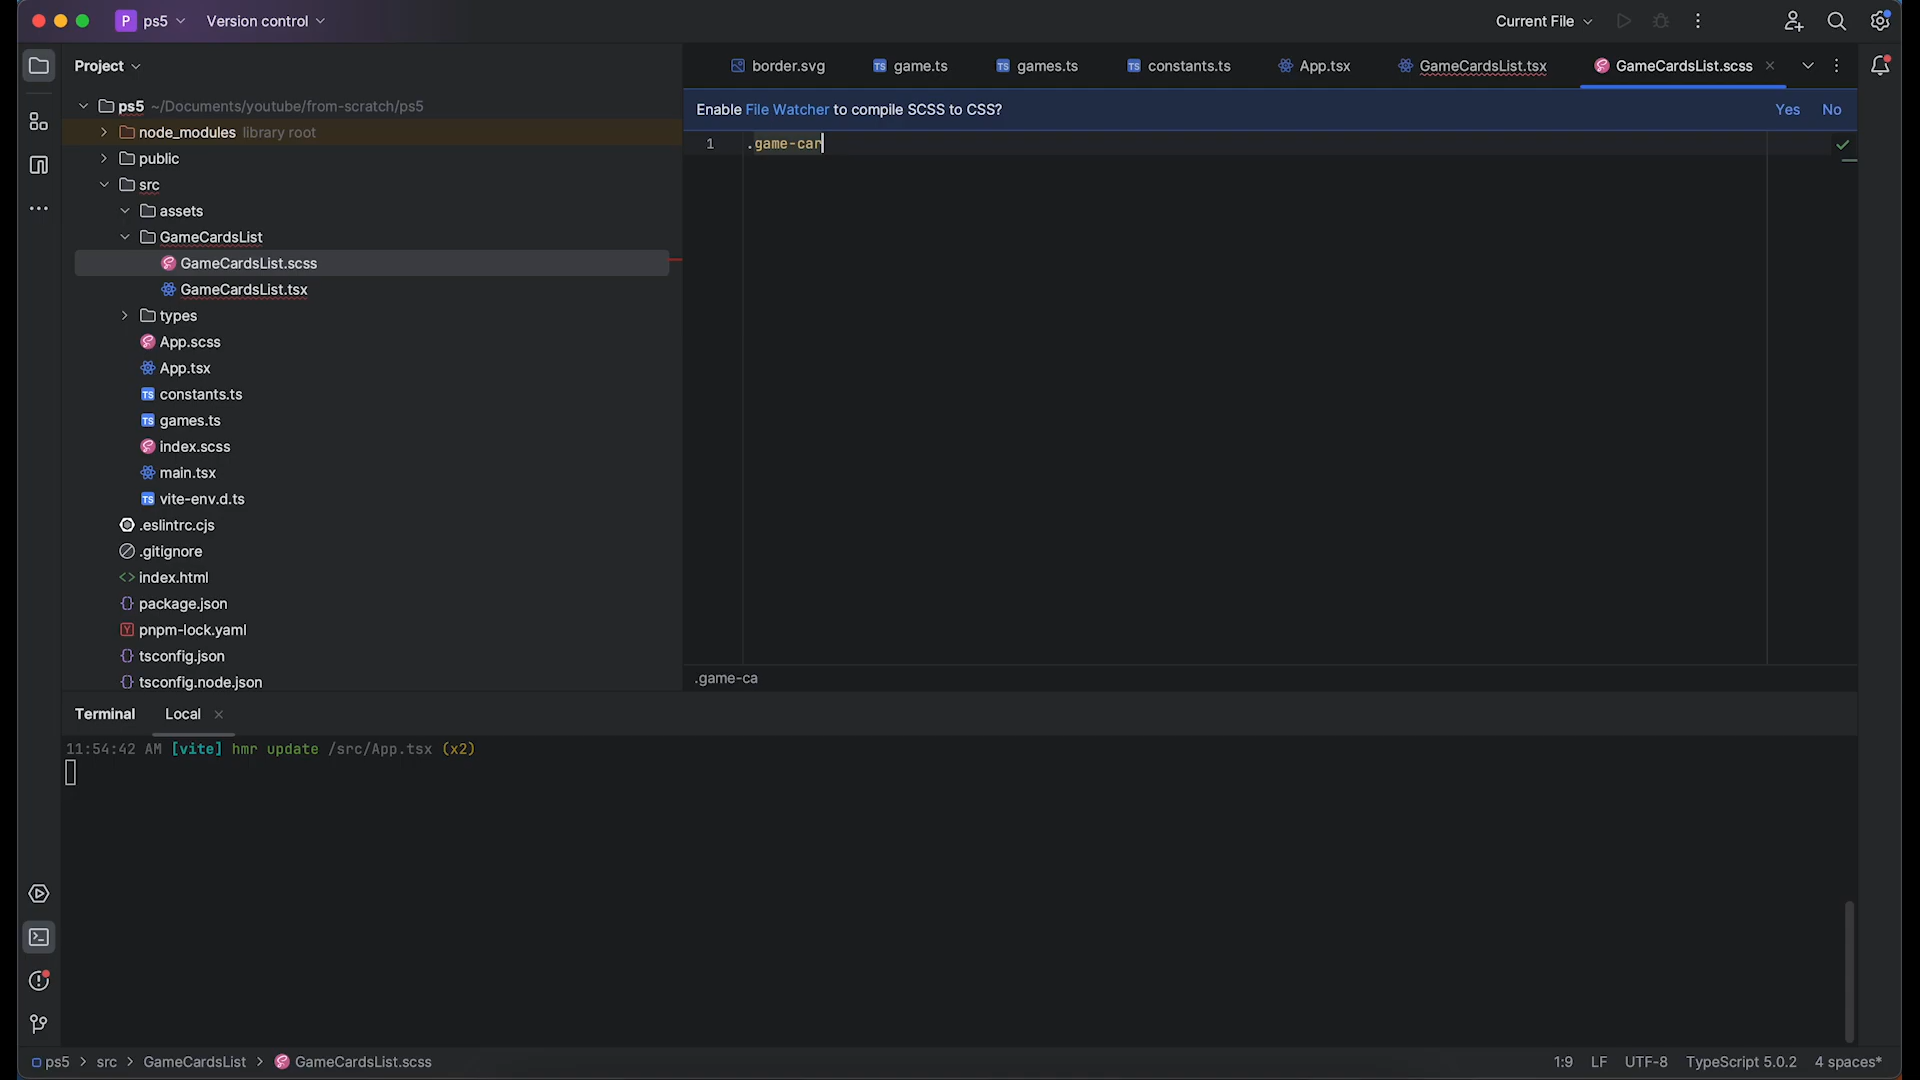 P ps5 Version control Current File
Project
border.svg game.ts games.ts constants.ts App.tsx GameCardsList.tsx GameCardsList.scss
Enable File Watcher to compile SCSS to CSS? Yes No
1 .game-car
ps5 ~/Documents/youtube/from-scratch/ps5
node_modules library root
public
src
assets
GameCardsList
GameCardsList.scss
GameCardsList.tsx
types
App.scss
App.tsx
constants.ts
games.ts
index.scss
main.tsx
vite-env.d.ts
.eslintrc.cjs
.gitignore
index.html
package.json
pnpm-lock.yaml
tsconfig.json
tsconfig.node.json
.game-ca
Terminal Local
11:54:42 AM [vite] hmr update /src/App.tsx (x2)
ps5 > src > GameCardsList > GameCardsList.scss 1:9 LF UTF-8 TypeScript 5.0.2 4 spaces*